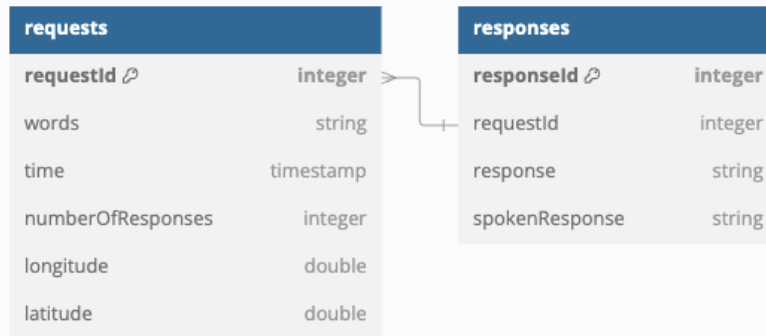 requests
requestId integer
words string
time timestamp
numberOfResponses integer
longitude double
latitude double
responses
responseId integer
requestId integer
response string
spokenResponse string